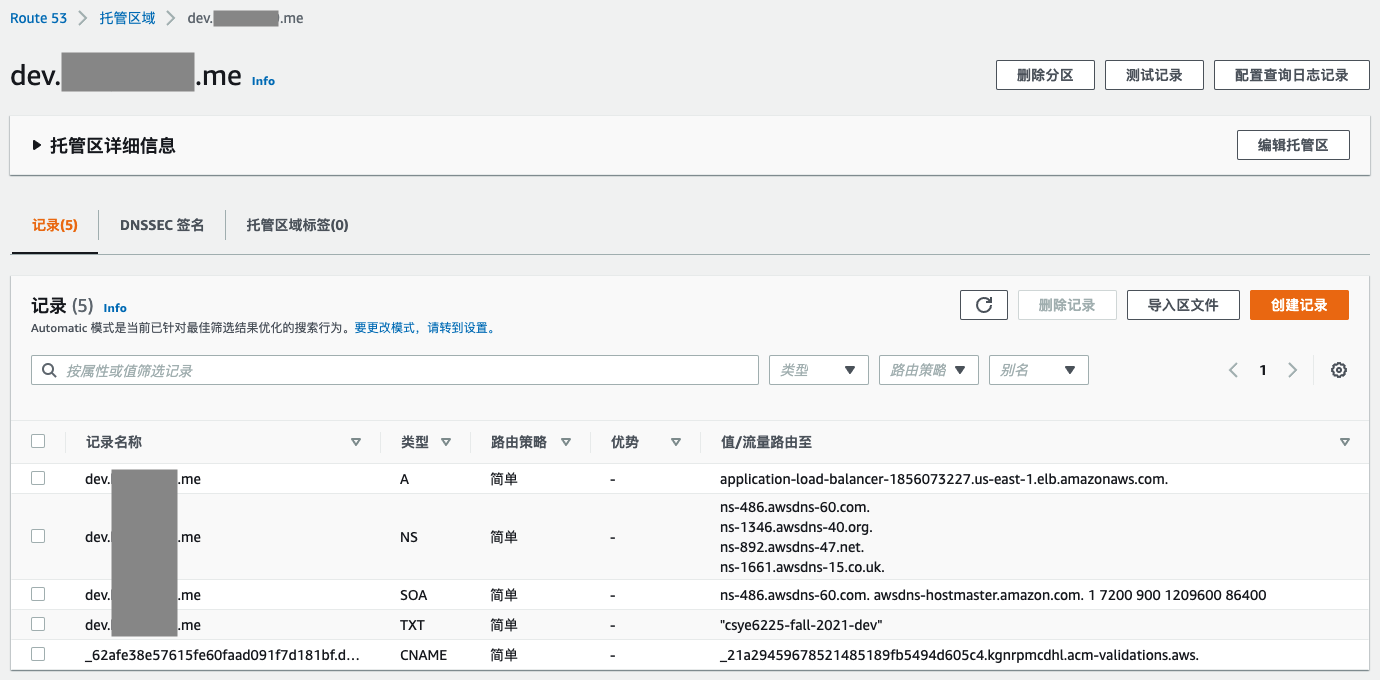 Route 53 托管区域 dev. .me
dev. .me Info
删除分区 测试记录 配置查询日志记录
托管区详细信息 编辑托管区
记录(5) DNSSEC 签名 托管区域标签(0)
记录 (5) Info
删除记录 导入区文件 创建记录
Automatic 模式是当前已针对最佳筛选结果优化的搜索行为。要更改模式，请转到设置。
按属性或值筛选记录 类型 路由策略 别名 1
记录名称 类型 路由策略 优势 值/流量路由至
dev. .me A 简单 - application-load-balancer-1856073227.us-east-1.elb.amazonaws.com.
ns-486.awsdns-60.com.
ns-1346.awsdns-40.org.
dev. .me NS 简单 -
ns-892.awsdns-47.net.
ns-1661.awsdns-15.co.uk.
dev. .me SOA 简单 - ns-486.awsdns-60.com. awsdns-hostmaster.amazon.com. 1 7200 900 1209600 86400
dev. .me TXT 简单 - "csye6225-fall-2021-dev"
_62afe38e57615fe60faad091f7d181bf.d... CNAME 简单 - _21a29459678521485189fb5494d605c4.kgnrpmcdhl.acm-validations.aws.